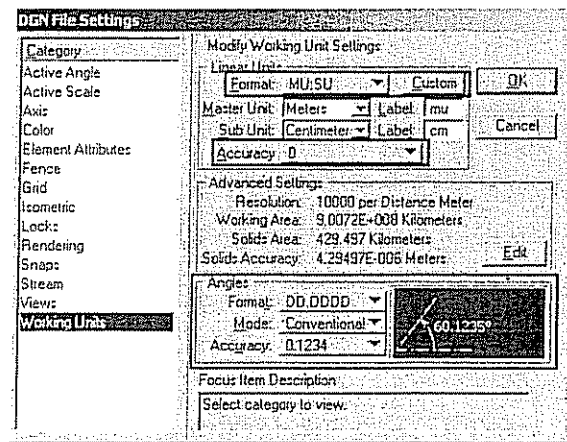 DGN File Settings
Category
Active Angle
Active Scale
Axis
Color
Element Attributes
Fence
Grid
Isometric
Locks
Rendering
Snaps
Stream
Views
Working Units
Modify Working Unit Settings
Linear Units
Format: MU:SU Custom
Master Unit: Meters Label: mu
Sub Unit: Centimeter Label: cm
Accuracy: 0
OK
Cancel
Advanced Settings
Resolution: 10000 per Distance Meter
Working Area: 9.0072E+008 Kilometers
Solids Area: 429.497 Kilometers
Solids Accuracy: 4.29497E-006 Meters
Edit
Angles
Format: DD.DDDD
Mode: Conventional
Accuracy: 0.1234
60.1235°
Focus Item Description
Select category to view.